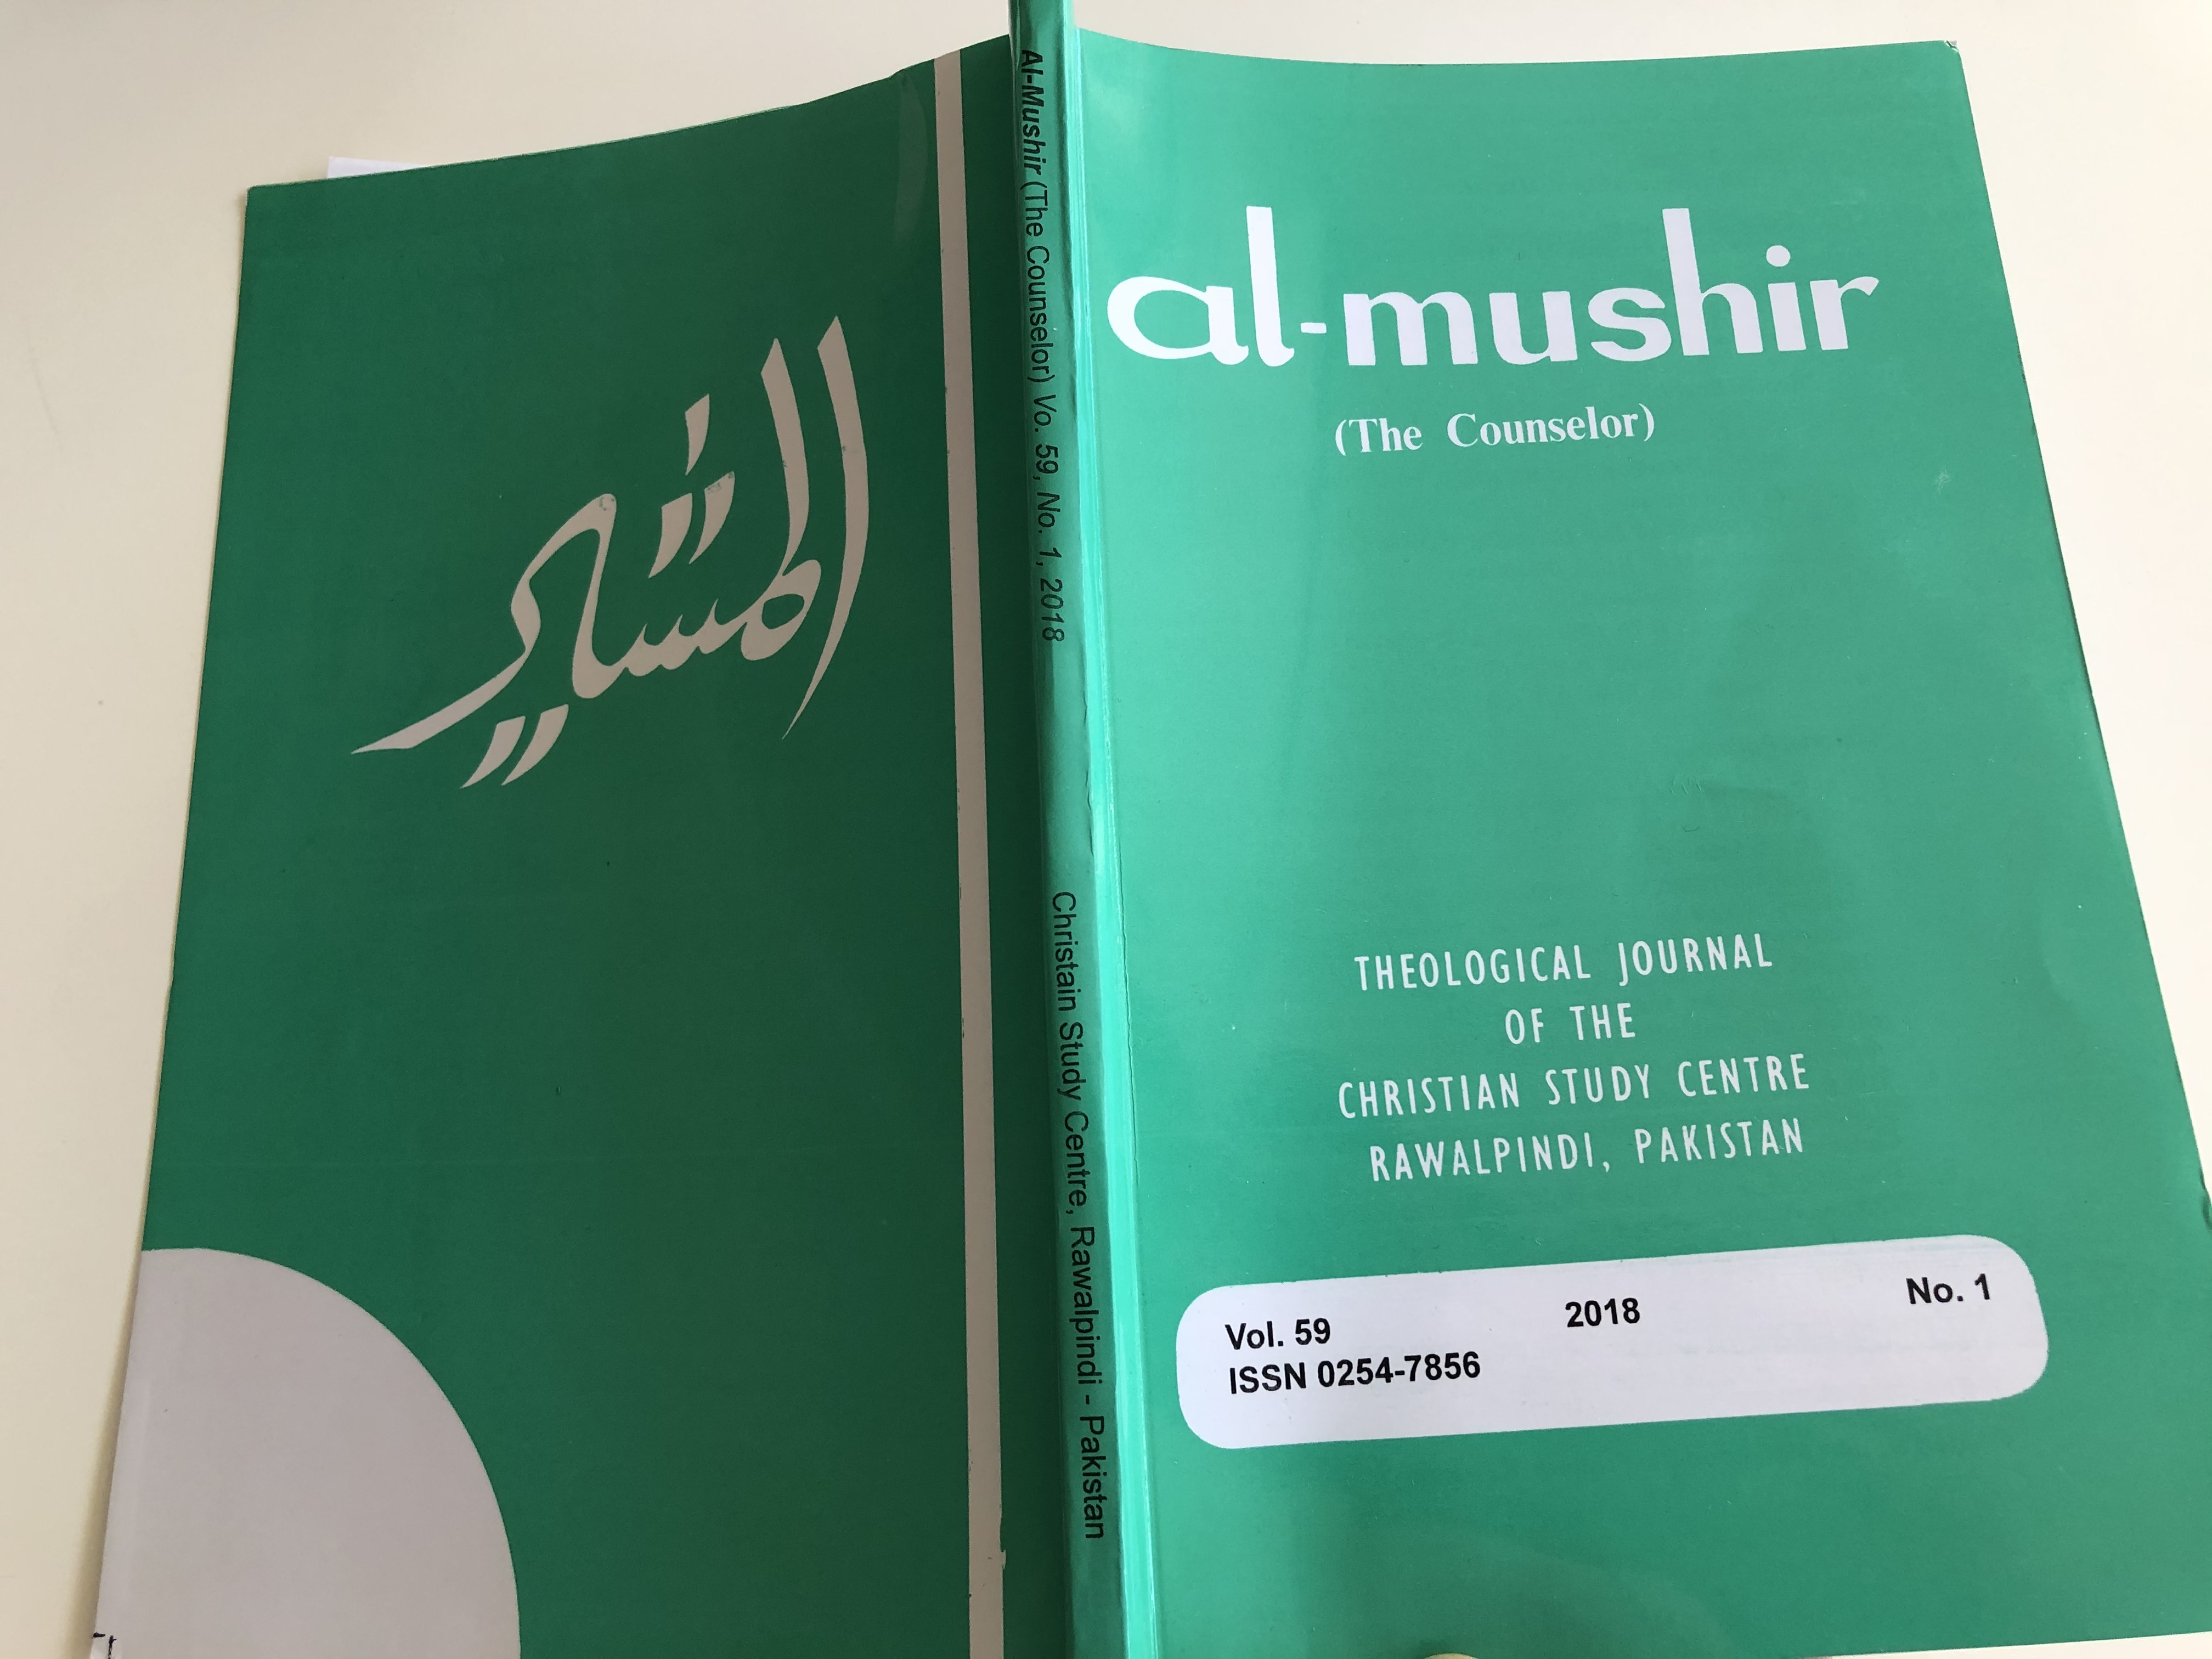 al-mushir
(The Counselor)
THEOLOGICAL JOURNAL
OF THE
CHRISTIAN STUDY CENTRE
RAWALPINDI, PAKISTAN
Vol. 59 2018 No. 1
ISSN 0254-7856
Al-Mushir (The Counselor) Vo. 59, No. 1, 2018 Christain Study Centre, Rawalpindi - Pakistan
المشير